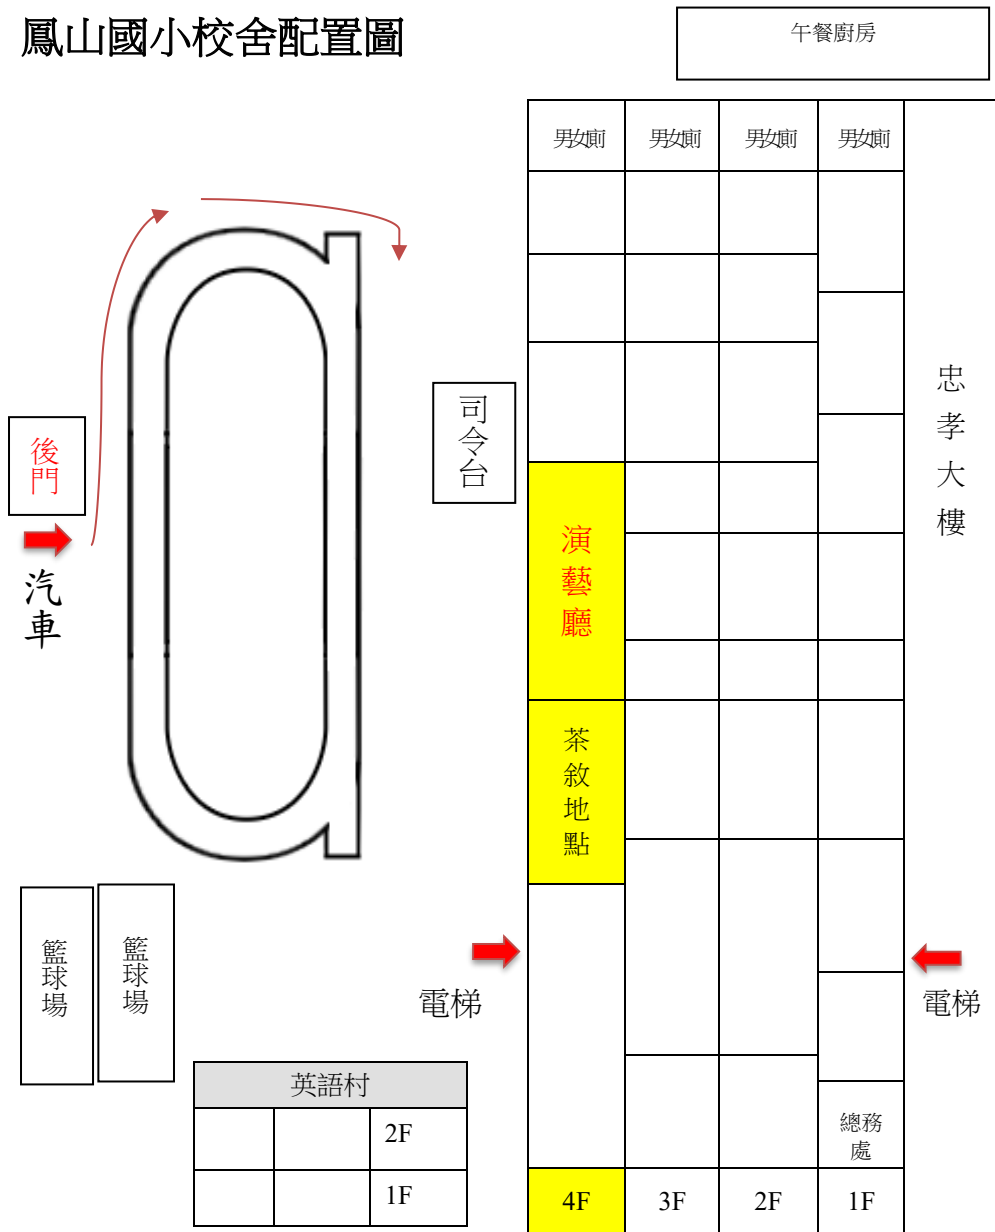 鳳山國小校舍配置圖
午餐廚房
男女廁
男女廁
男女廁
男女廁
忠孝大樓
司令台
後門
汽車
演藝廳
茶敘地點
籃球場
籃球場
電梯
電梯
英語村
2F
1F
總務
處
4F
3F
2F
1F